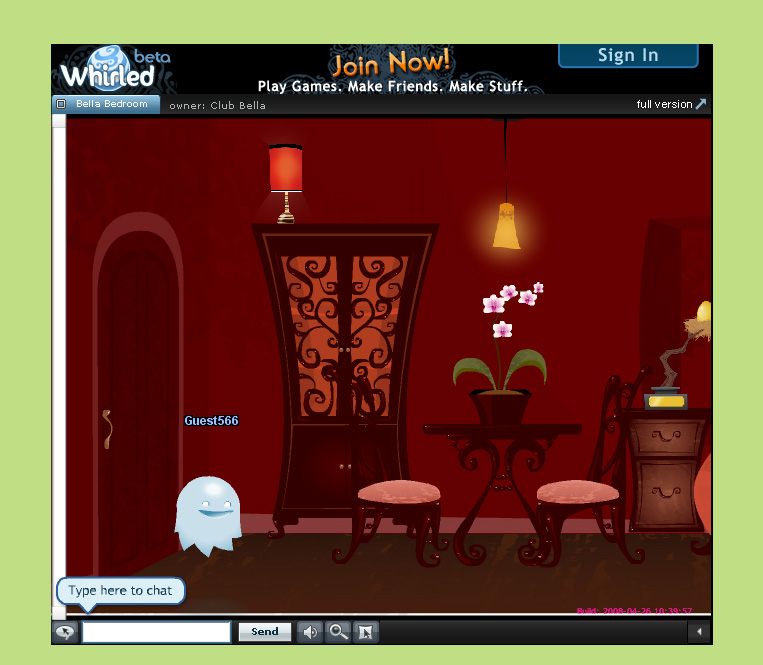 Whirled beta
Join Now!
Play Games. Make Friends. Make Stuff.
Sign In
Bella Bedroom
owner: Club Bella
full version
Guest566
Type here to chat
Build: 2008-04-26 10:39:57
Send